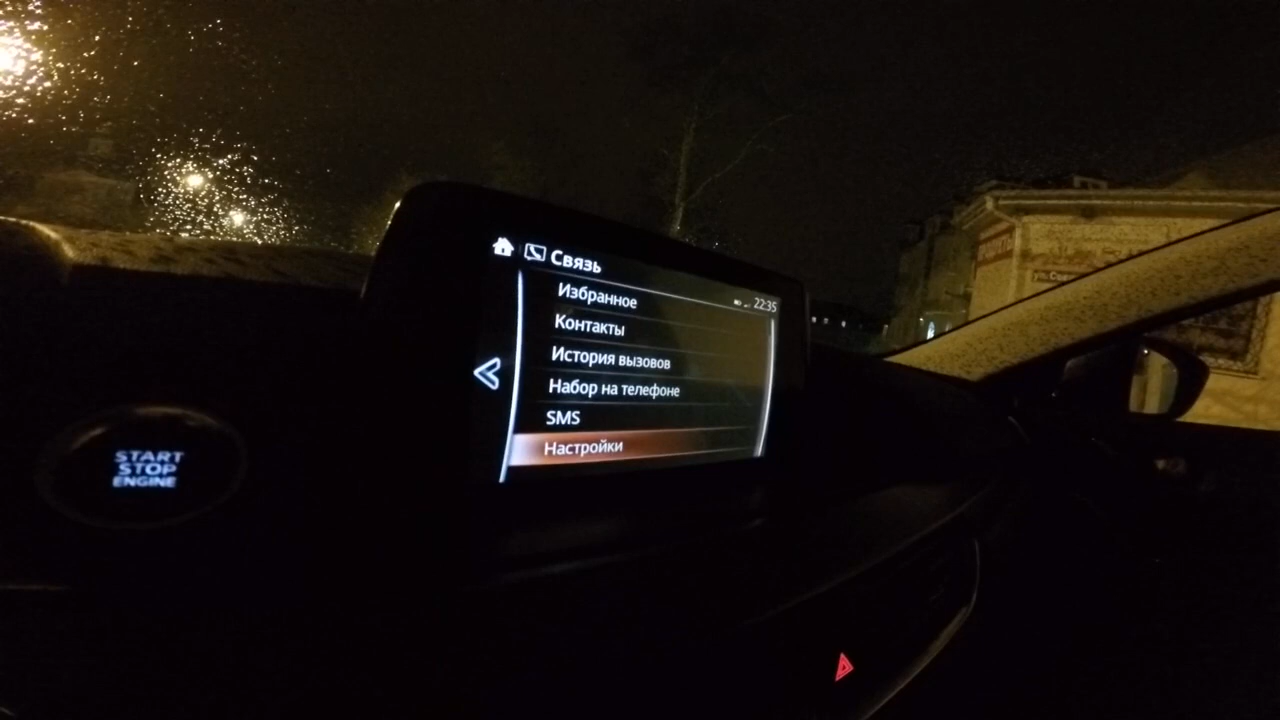 Связь
22:35
Избранное
Контакты
История вызовов
Набор на телефоне
SMS
Настройки
START
STOP
ENGINE